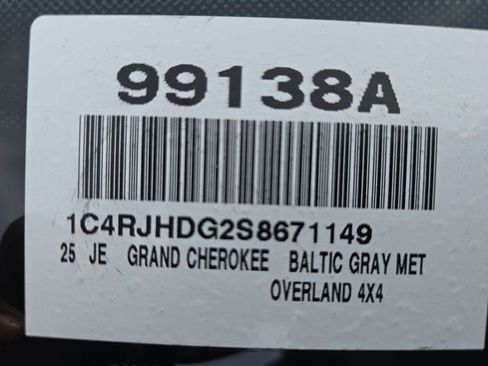 99138A
1C4RJHDG2S8671149
25 JE GRAND CHEROKEE BALTIC GRAY MET
OVERLAND 4X4